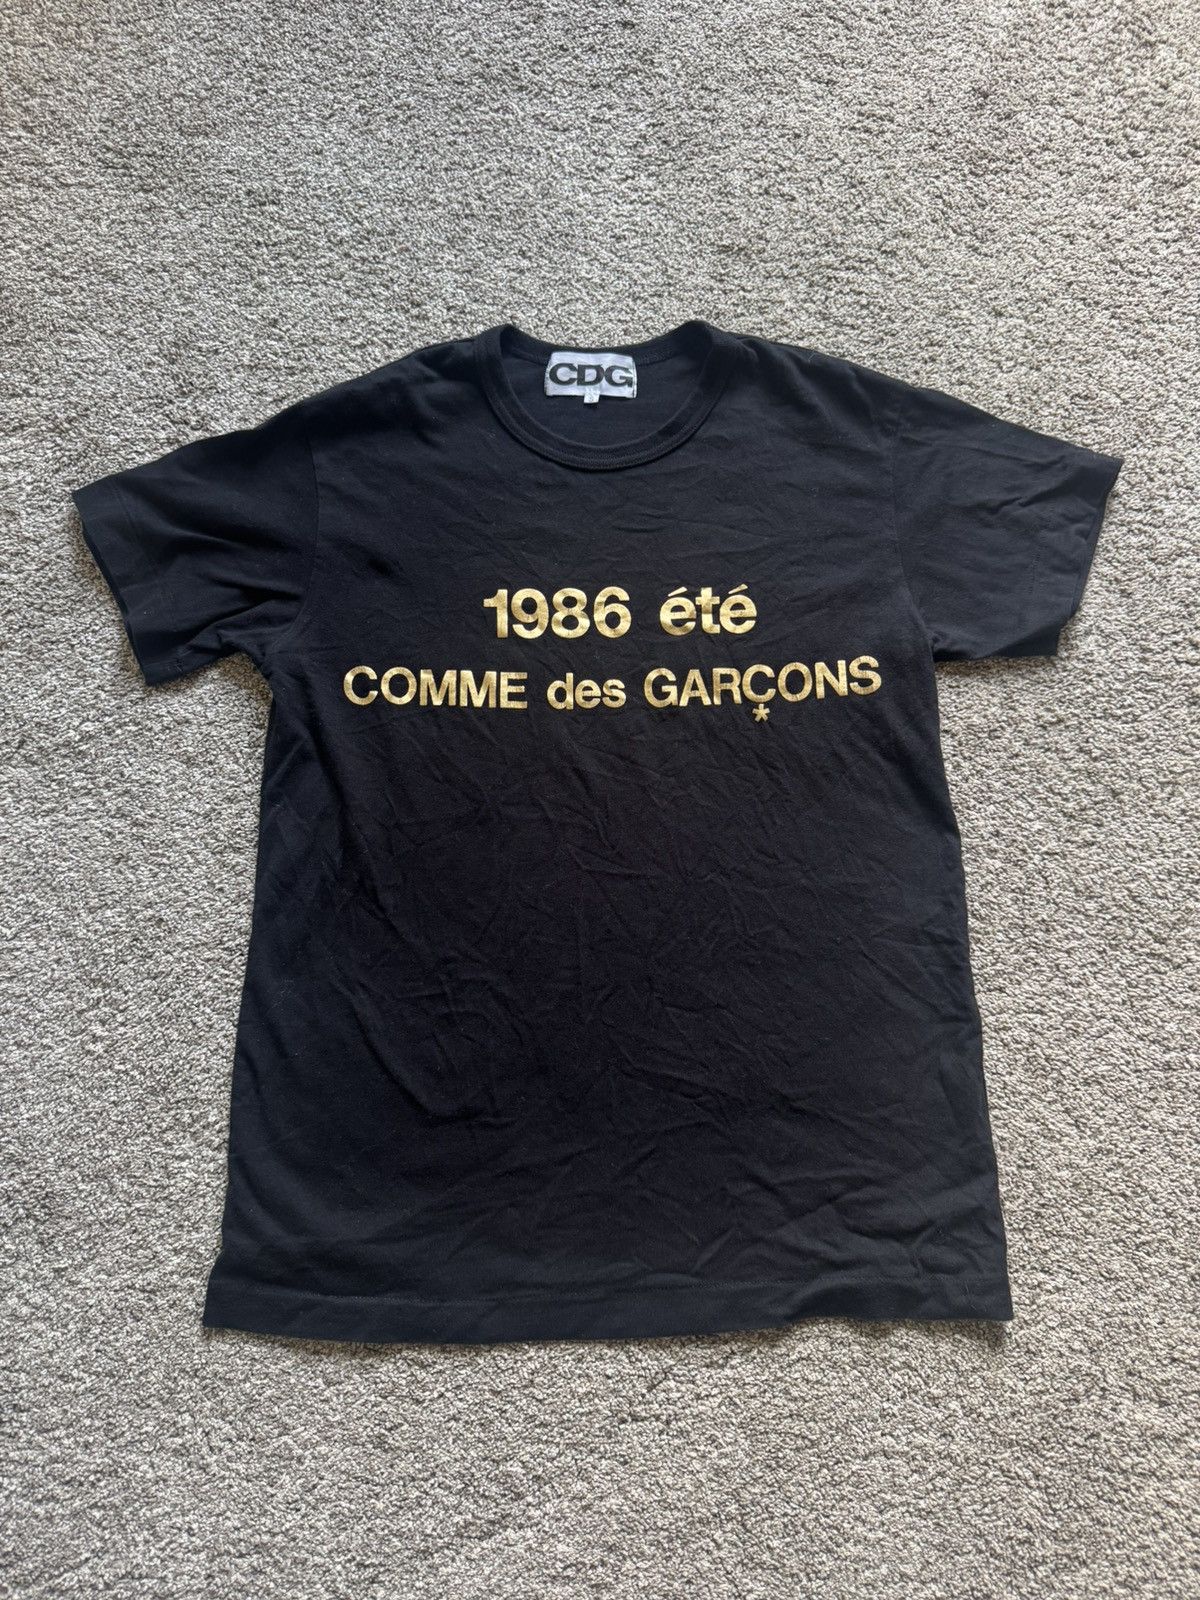 CDG
1986 été
COMME des GARÇONS
*